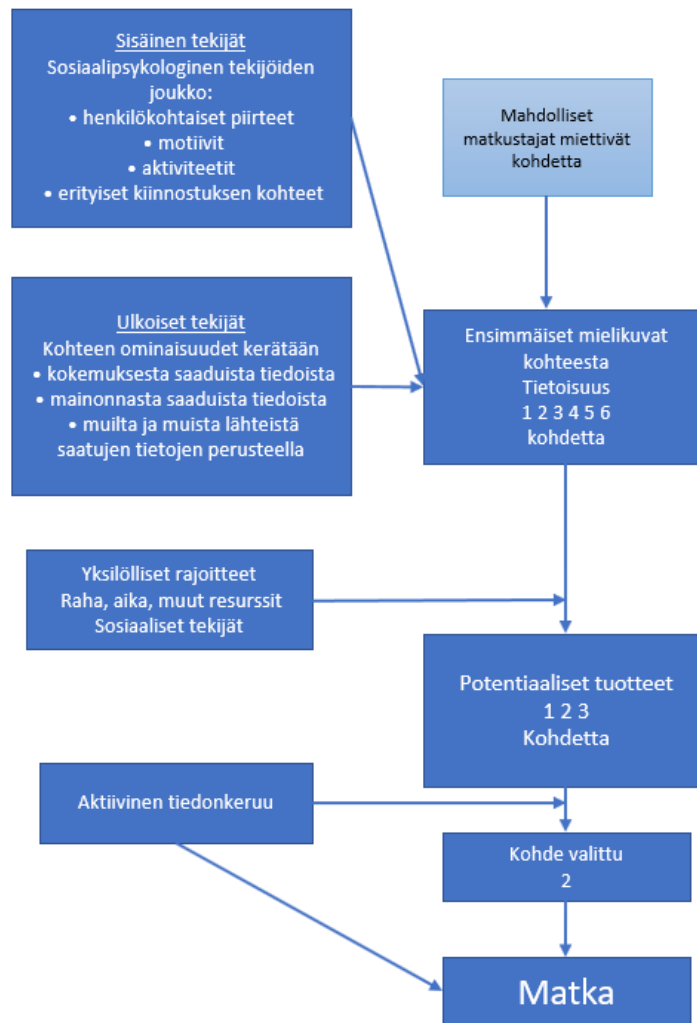 Sisäinen tekijät
Sosiaalipsykologinen tekijöiden
joukko:
• henkilökohtaiset piirteet
• motiivit
• aktiviteetit
• erityiset kiinnostuksen kohteet
Mahdolliset
matkustajat miettivät
kohdetta
Ulkoiset tekijät
Kohteen ominaisuudet kerätään
• kokemuksesta saaduista tiedoista
• mainonnasta saaduista tiedoista
• muilta ja muista lähteistä
saatujen tietojen perusteella
Ensimmäiset mielikuvat
kohteesta
Tietoisuus
1 2 3 4 5 6
kohdetta
Yksilölliset rajoitteet
Raha, aika, muut resurssit
Sosiaaliset tekijät
Potentiaaliset tuotteet
1 2 3
Kohdetta
Aktiivinen tiedonkeruu
Kohde valittu
2
Matka